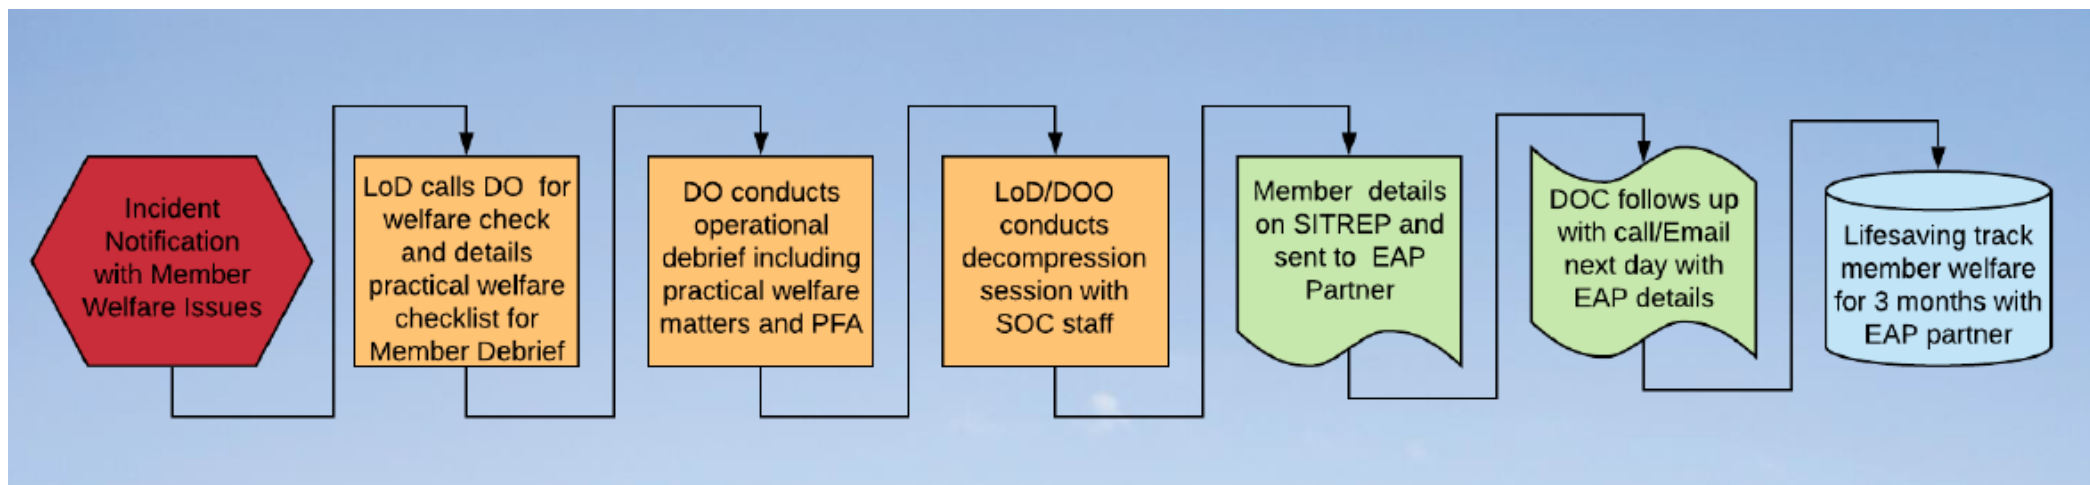 Incident
Notification
with Member
Welfare Issues
LoD calls DO for
welfare check
and details
practical welfare
checklist for
Member Debrief
DO conducts
operational
debrief including
practical welfare
matters and PFA
LoD/DOO
conducts
decompression
session with
SOC staff
Member details
on SITREP and
sent to EAP
Partner
DOC follows up
with call/Email
next day with
EAP details
Lifesaving track
member welfare
for 3 months with
EAP partner